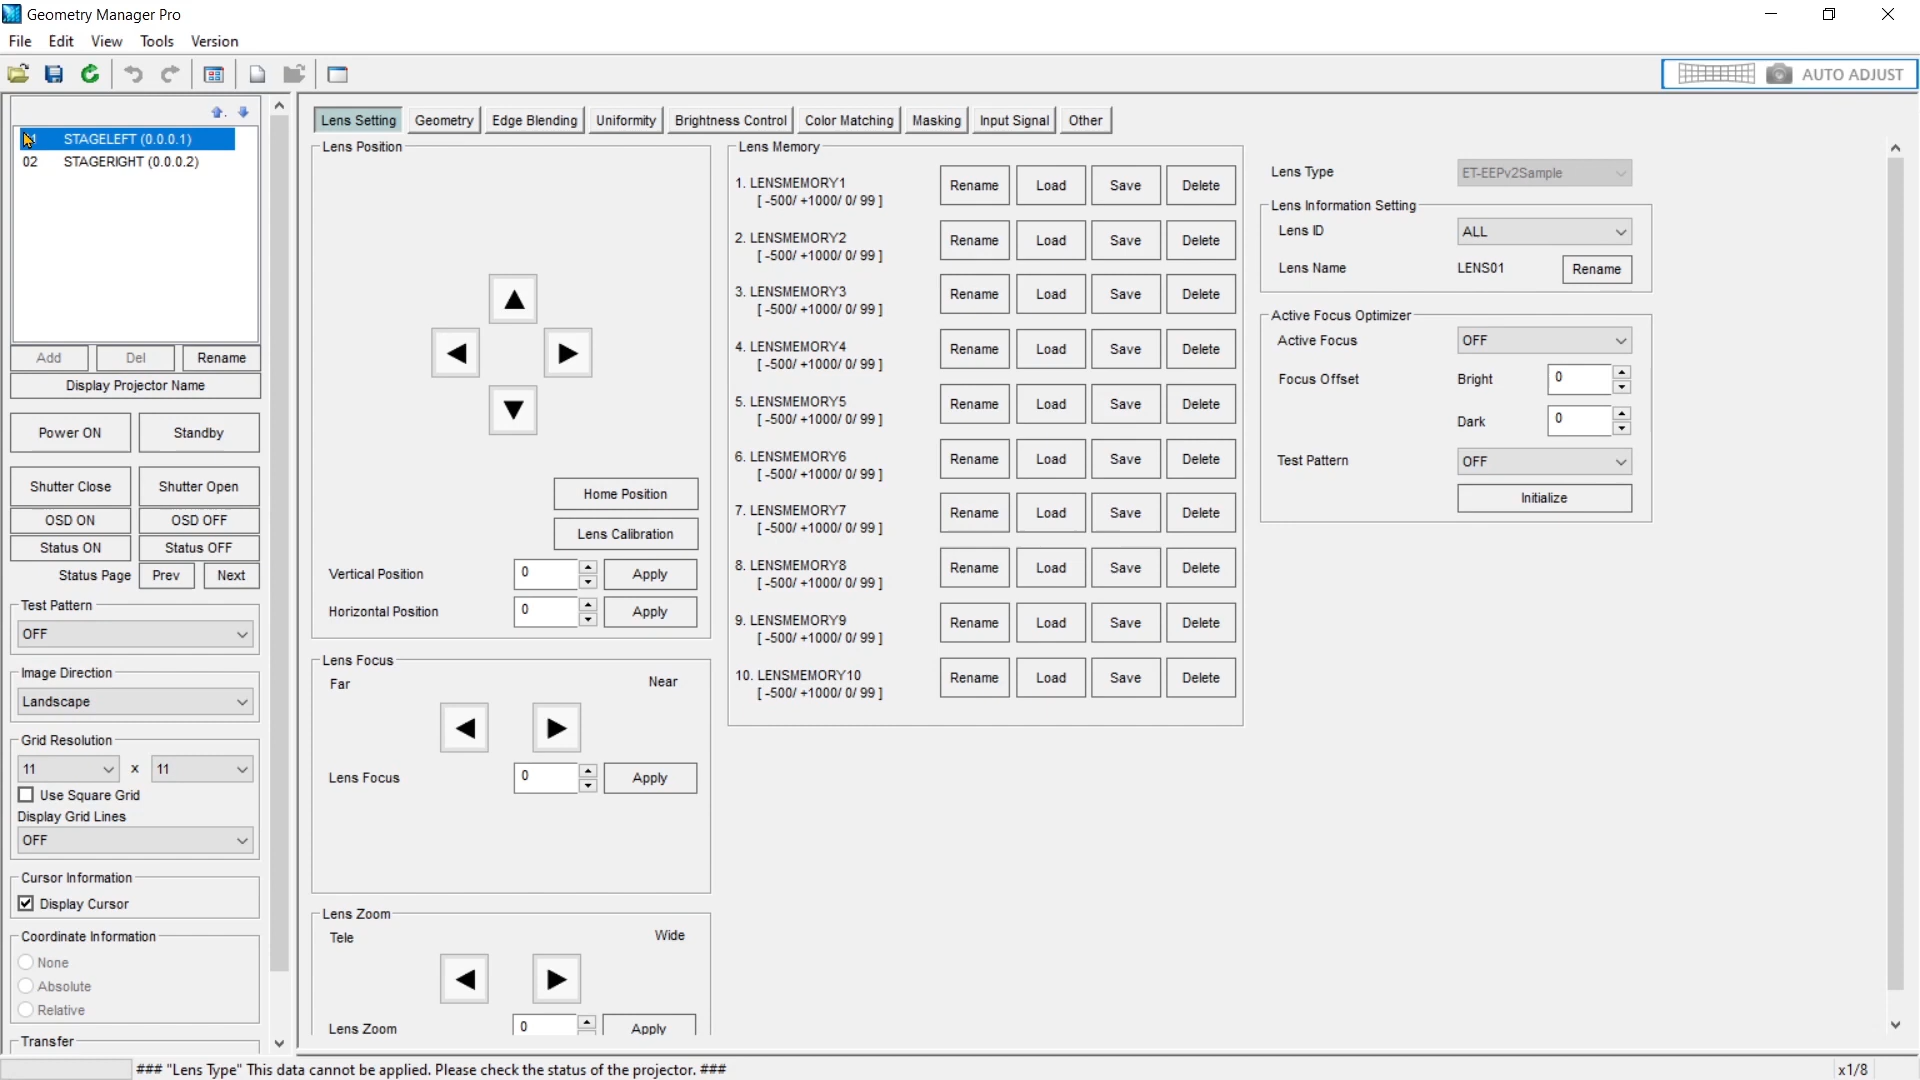 Geometry Manager Pro
File Edit View Tools Version
AUTO ADJUST
STAGELEFT (0.0.0.1)
02 STAGERIGHT (0.0.0.2)
Add Del Rename
Display Projector Name
Power ON Standby
Shutter Close Shutter Open
OSD ON OSD OFF
Status ON Status OFF
Status Page Prev Next
Test Pattern
OFF
Image Direction
Landscape
Grid Resolution
11 x 11
Use Square Grid
Display Grid Lines
OFF
Cursor Information
Display Cursor
Coordinate Information
None
Absolute
Relative
Transfer
Lens Setting Geometry Edge Blending Uniformity Brightness Control Color Matching Masking Input Signal Other
Lens Position
Home Position
Lens Calibration
Vertical Position 0 Apply
Horizontal Position 0 Apply
Lens Focus
Far Near
Lens Focus 0 Apply
Lens Zoom
Tele Wide
Lens Zoom 0 Apply
Lens Memory
1. LENSMEMORY1 Rename Load Save Delete
[ -500/ +1000/ 0/ 99 ]
2. LENSMEMORY2 Rename Load Save Delete
[ -500/ +1000/ 0/ 99 ]
3. LENSMEMORY3 Rename Load Save Delete
[ -500/ +1000/ 0/ 99 ]
4. LENSMEMORY4 Rename Load Save Delete
[ -500/ +1000/ 0/ 99 ]
5. LENSMEMORY5 Rename Load Save Delete
[ -500/ +1000/ 0/ 99 ]
6. LENSMEMORY6 Rename Load Save Delete
[ -500/ +1000/ 0/ 99 ]
7. LENSMEMORY7 Rename Load Save Delete
[ -500/ +1000/ 0/ 99 ]
8. LENSMEMORY8 Rename Load Save Delete
[ -500/ +1000/ 0/ 99 ]
9. LENSMEMORY9 Rename Load Save Delete
[ -500/ +1000/ 0/ 99 ]
10. LENSMEMORY10 Rename Load Save Delete
[ -500/ +1000/ 0/ 99 ]
Lens Type ET-EEPv2Sample
Lens Information Setting
Lens ID ALL
Lens Name LENS01 Rename
Active Focus Optimizer
Active Focus OFF
Focus Offset Bright 0
Dark 0
Test Pattern OFF
Initialize
### "Lens Type" This data cannot be applied. Please check the status of the projector. ###
x1/8